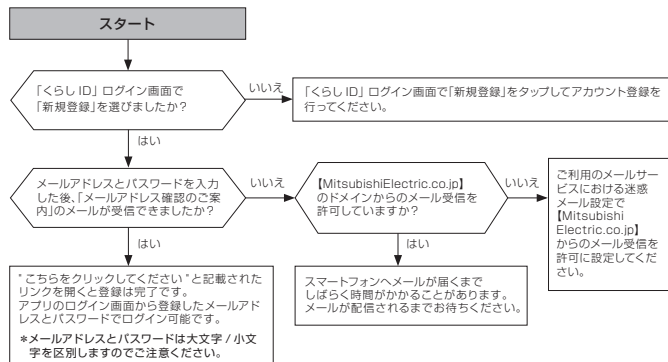 スタート
「くらし ID」 ログイン画面で
「新規登録」を選びましたか?
いいえ
「くらし ID」 ログイン画面で「新規登録」をタップしてアカウント登録を
行ってください。
はい
メールアドレスとパスワードを入力
した後、「メールアドレス確認のご案
内」のメールが受信できましたか?
いいえ
【MitsubishiElectric.co.jp】
のドメインからのメール受信を
許可していますか?
いいえ
ご利用のメールサー
ビスにおける迷惑
メール設定で
【Mitsubishi
Electric.co.jp】
からのメール受信を
許可に設定してくだ
さい。
はい
"こちらをクリックしてください"と記載された
リンクを開くと登録は完了です。
アプリのログイン画面から登録したメールアド
レスとパスワードでログイン可能です。
*メールアドレスとパスワードは大文字 / 小文
字を区別しますのでご注意ください。
はい
スマートフォンへメールが届くまで
しばらく時間がかかることがあります。
メールが配信されるまでお待ちください。